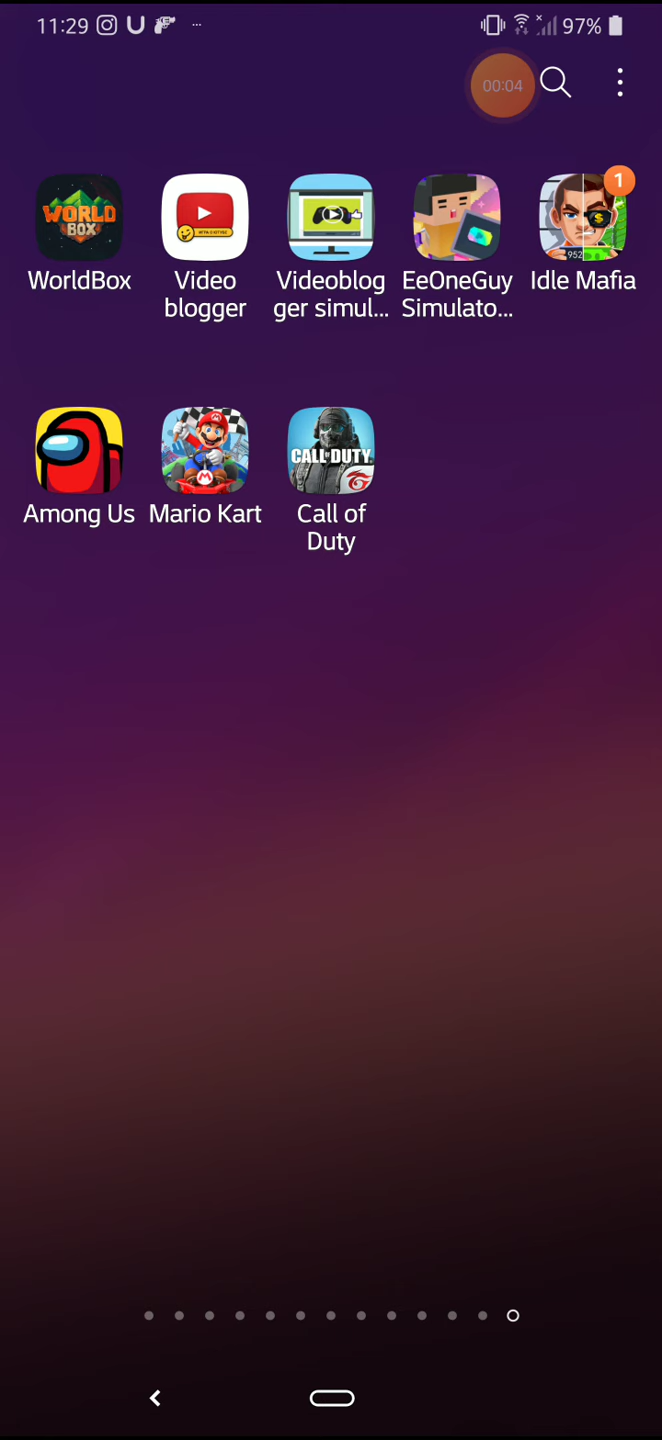 11:29
97%
00:04
WORLD
BOX
1
952
WorldBox
Video
blogger
Videoblog
ger simul...
EeOneGuy
Simulato...
Idle Mafia
CALL DUTY
Among Us
Mario Kart
Call of
Duty